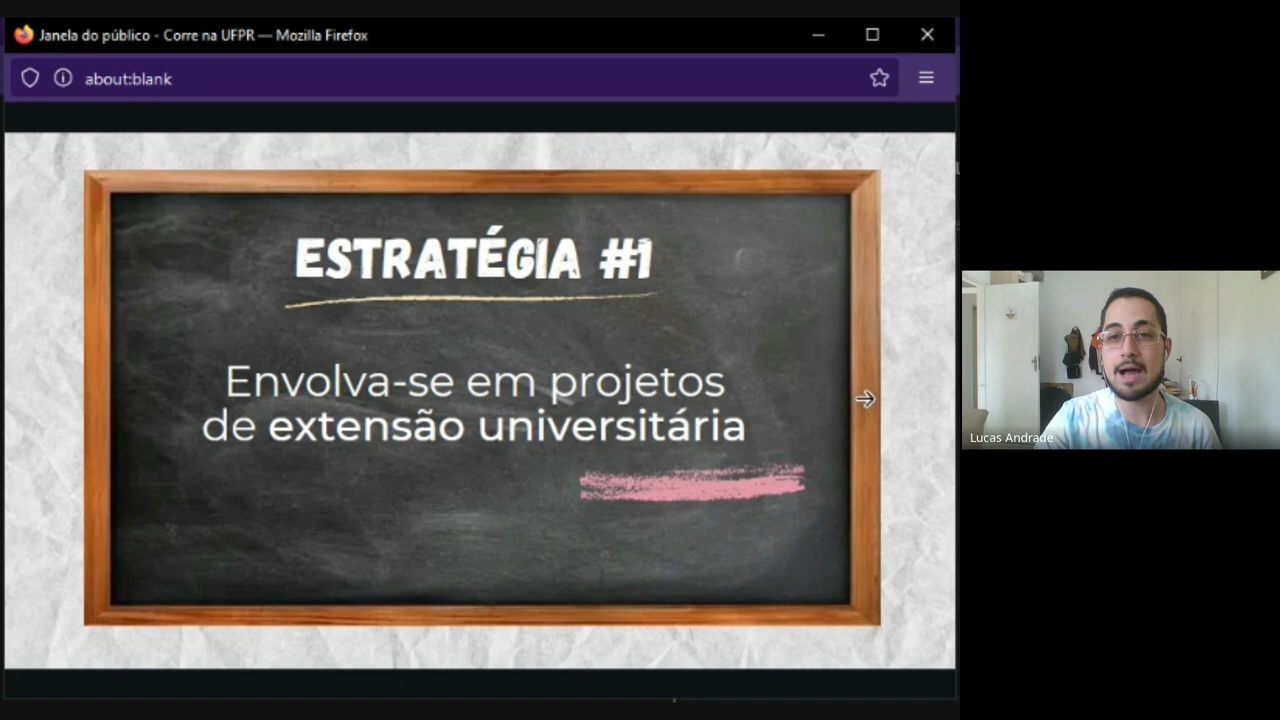 Janela do público - Corre na UFPR — Mozilla Firefox
about:blank
ESTRATÉGIA #1
Envolva-se em projetos
de extensão universitária
Lucas Andrade